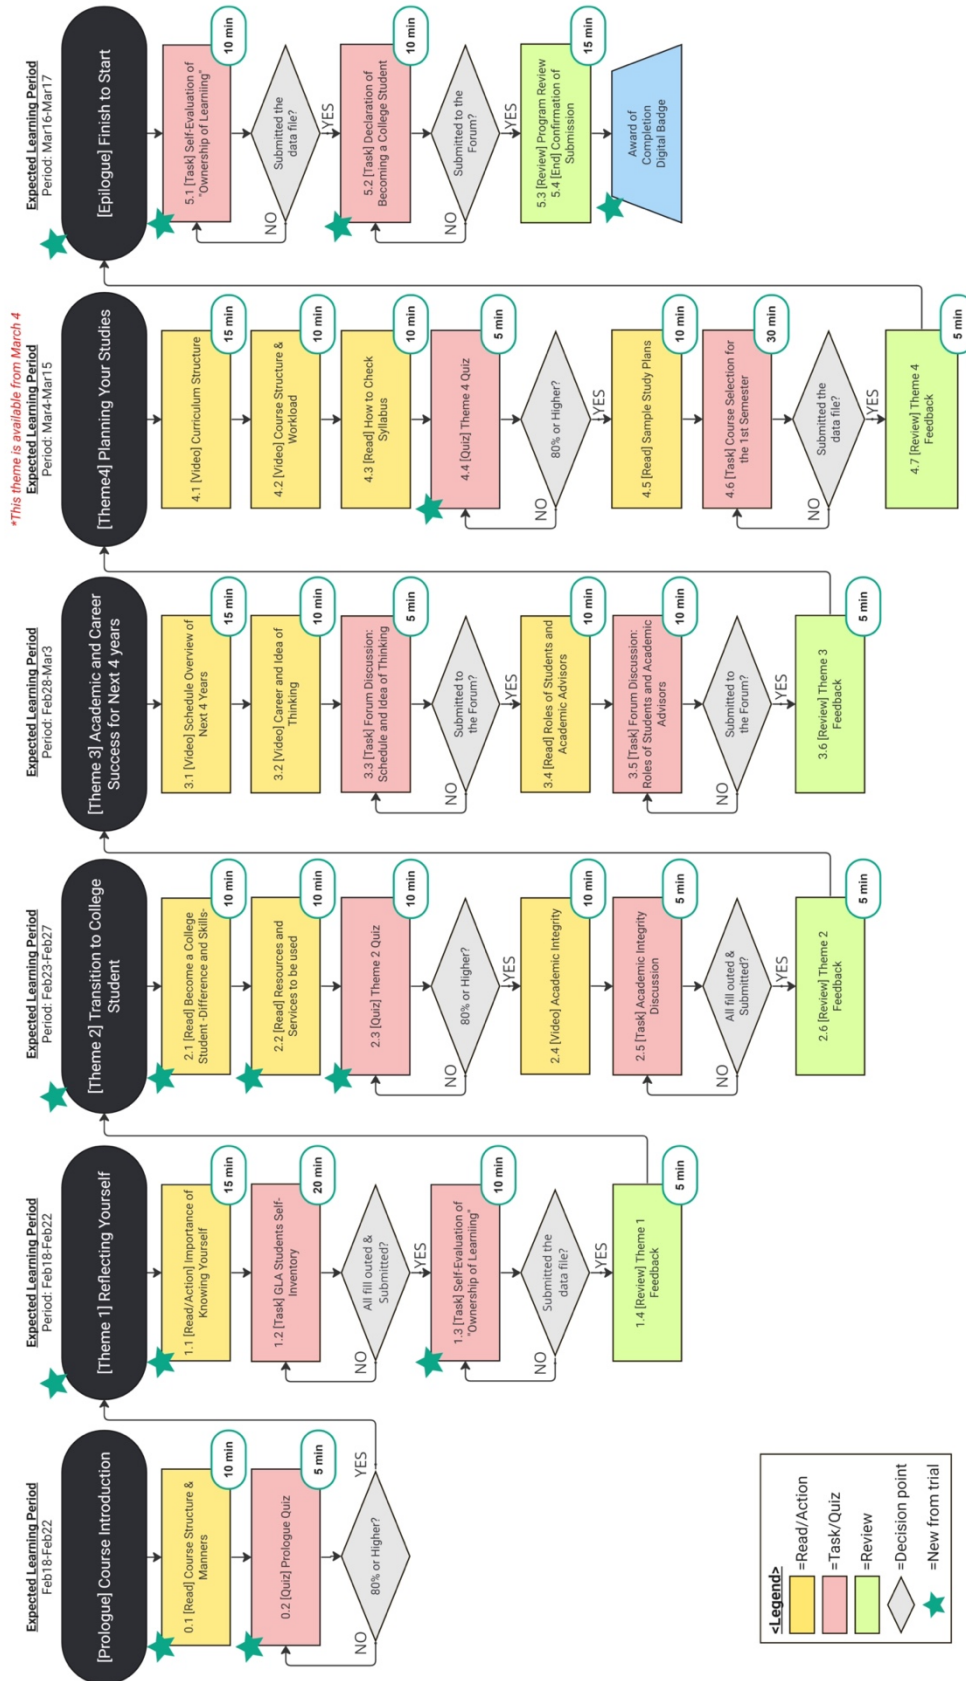 Expected Learning Period
Feb18-Feb22
[Prologue] Course Introduction
0.1 [Read] Course Structure &
Manners
10 min
0.2 [Quiz] Prologue Quiz
5 min
80% or Higher?
NO
YES
Expected Learning Period
Period: Feb18-Feb22
[Theme 1] Reflecting Yourself
1.1 [Read/Action] Importance of
Knowing Yourself
15 min
1.2 [Task] GLA Students Self-
Inventory
20 min
All fill outed &
Submitted?
NO
YES
1.3 [Task] Self-Evaluation of
"Ownership of Learniing"
10 min
Submitted the
data file?
NO
YES
1.4 [Review] Theme 1
Feedback
5 min
Expected Learning Period
Period: Feb23-Feb27
[Theme 2] Transition to College
Student
2.1 [Read] Become a College
Student -Difference and Skills-
10 min
2.2 [Read] Resources and
Services to be used
10 min
2.3 [Quiz] Theme 2 Quiz
10 min
80% or Higher?
NO
YES
2.4 [Video] Academic Integrity
10 min
2.5 [Task] Academic Integrity
Discussion
5 min
All fill outed &
Submitted?
NO
YES
2.6 [Review] Theme 2
Feedback
5 min
Expected Learning Period
Period: Feb28-Mar3
[Theme 3] Academic and Career
Success for Next 4 years
3.1 [Video] Schedule Overview of
Next 4 Years
15 min
3.2 [Video] Career and Idea of
Thinking
10 min
3.3 [Task] Forum Discussion:
Schedule and Idea of Thinking
5 min
Submitted to
the Forum?
NO
YES
3.4 [Read] Roles of Students and
Academic Advisors
10 min
3.5 [Task] Forum Discussion:
Roles of Students and Academic
Advisors
10 min
Submitted to
the Forum?
NO
YES
3.6 [Review] Theme 3
Feedback
5 min
*This theme is available from March 4
Expected Learning Period
Period: Mar4-Mar15
[Theme4] Planning Your Studies
4.1 [Video] Curriculum Structure
15 min
4.2 [Video] Course Structure &
Workload
10 min
4.3 [Read] How to Check
Syllabus
10 min
4.4 [Quiz] Theme 4 Quiz
5 min
80% or Higher?
NO
YES
4.5 [Read] Sample Study Plans
10 min
4.6 [Task] Course Selection for
the 1st Semester
30 min
Submitted the
data file?
NO
YES
4.7 [Review] Theme 4
Feedback
5 min
Expected Learning Period
Period: Mar16-Mar17
[Epilogue] Finish to Start
5.1 [Task] Self-Evaluation of
"Ownership of Learniing"
10 min
Submitted the
data file?
NO
YES
5.2 [Task] Declaration of
Becoming a College Student
10 min
Submitted to the
Forum?
NO
YES
5.3 [Review] Program Review
5.4 [End] Confirmation of
Submission
15 min
Award of
Completion
Digital Badge
<Legend>
=Read/Action
=Task/Quiz
=Review
=Decision point
=New from trial